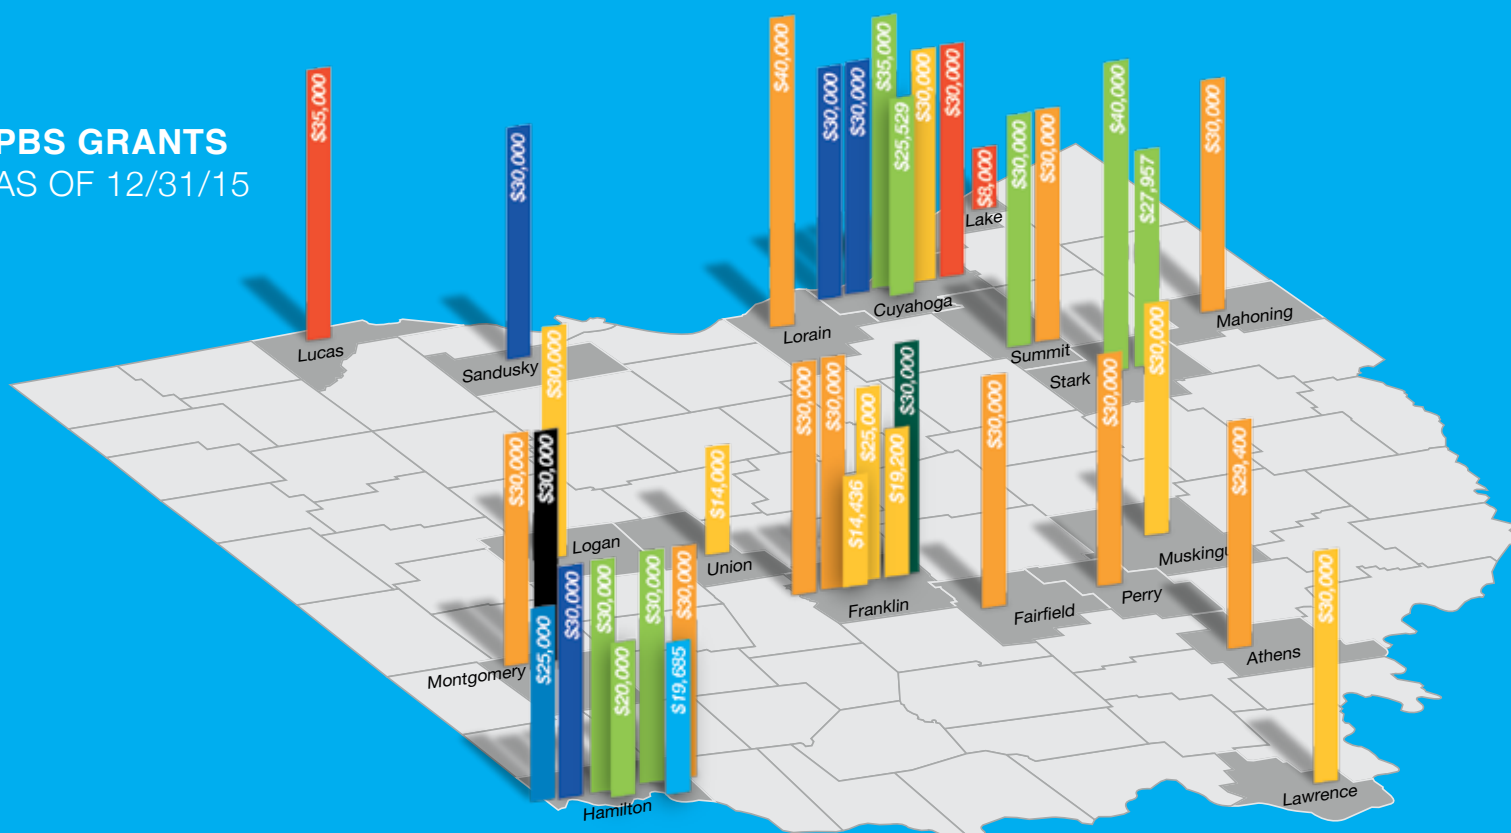 PBS GRANTS
AS OF 12/31/15
$35,000
$30,000
$40,000
$30,000
$30,000
$35,000
$25,529
$30,000
$30,000
$8,000
$30,000
$30,000
$40,000
$27,957
$30,000
Lake
Cuyahoga
Lorain
Mahoning
Lucas
Sandusky
Summit
Stark
$30,000
$30,000
$30,000
$14,000
$30,000
$30,000
$14,436
$25,000
$19,200
$30,000
$30,000
$30,000
$30,000
$29,400
Logan
Union
Franklin
Fairfield
Perry
Muskingu
Athens
Montgomery
$25,000
$30,000
$30,000
$20,000
$30,000
$30,000
$19,685
$30,000
Hamilton
Lawrence